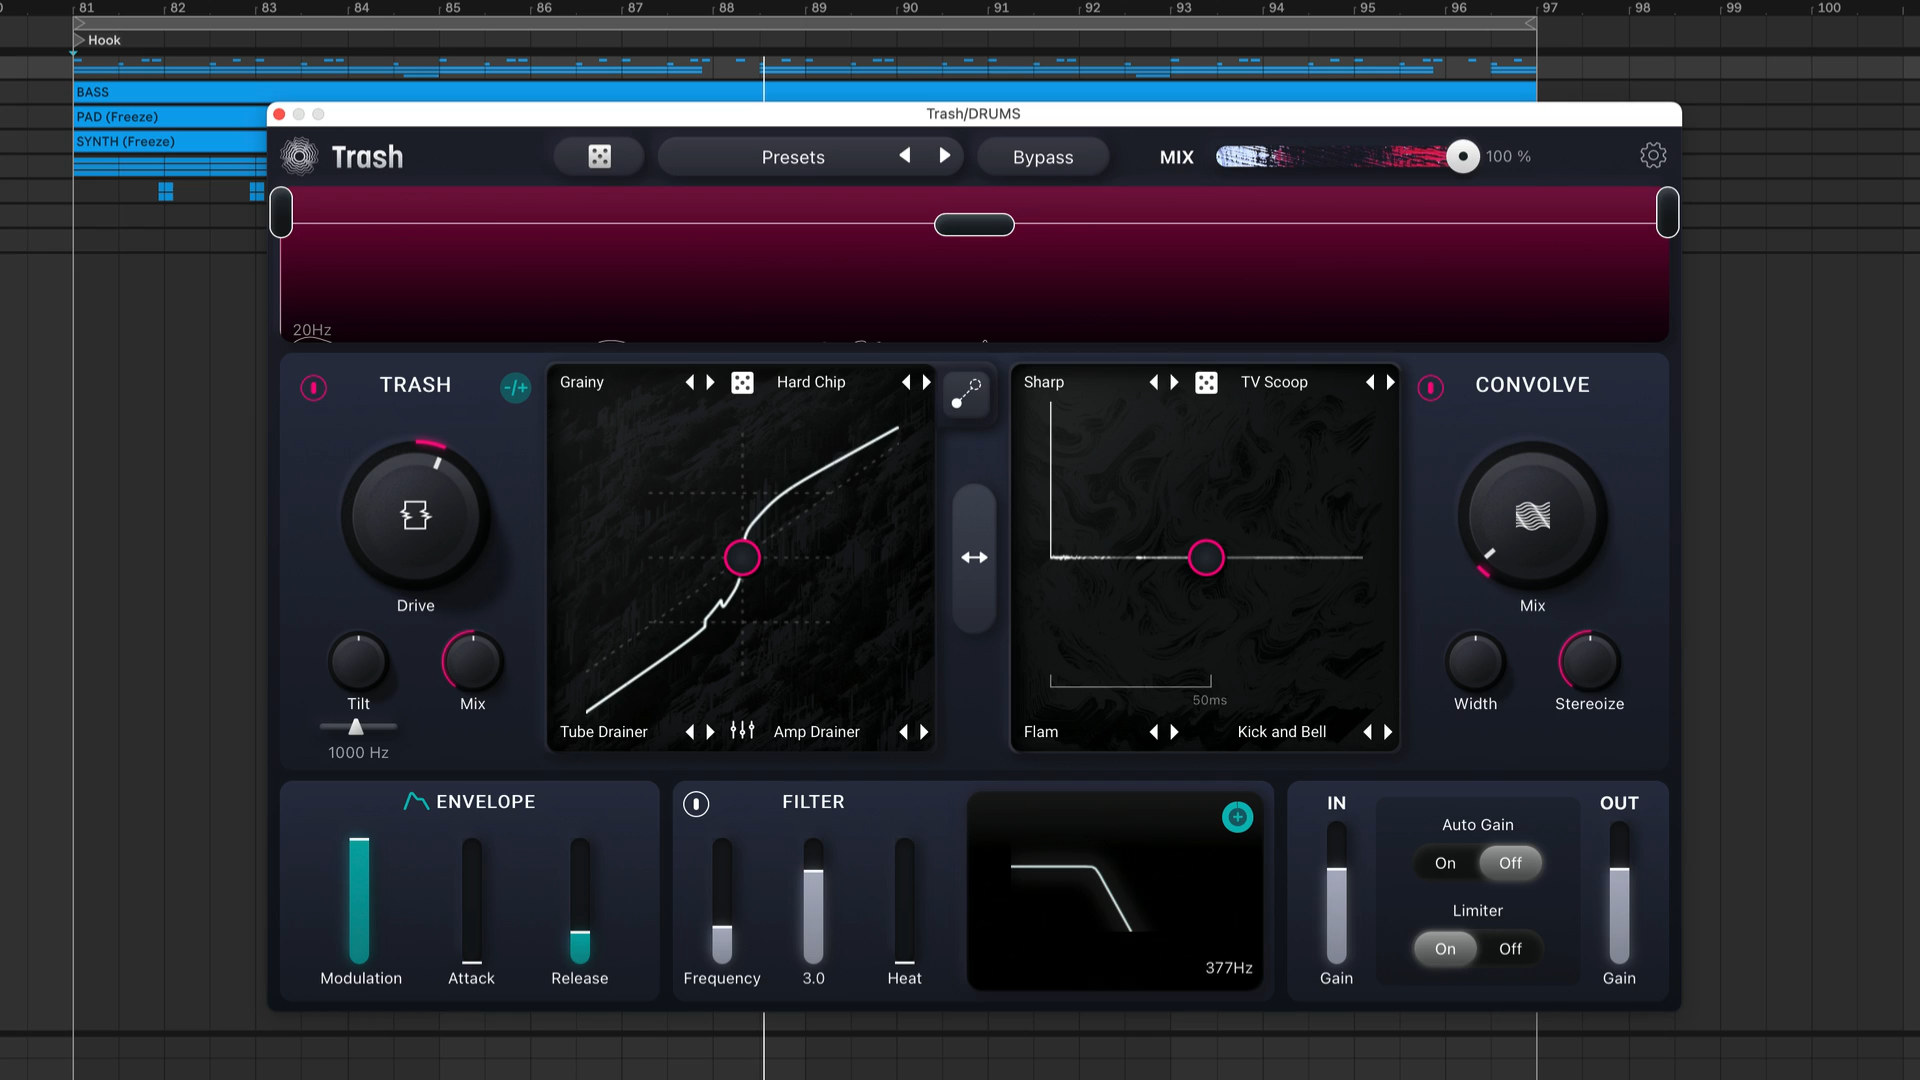 81 82 83 84 85 86 87 88 89 90 91 92 93 94 95 96 97 98 99 100
Hook
BASS
PAD (Freeze)
SYNTH (Freeze)
Trash/DRUMS
Trash
Presets
Bypass
MIX
100 %
20Hz
TRASH
-/+
Grainy
Hard Chip
Sharp
TV Scoop
CONVOLVE
Drive
Mix
Tilt
Mix
1000 Hz
Width
Stereoize
50ms
Tube Drainer
Amp Drainer
Flam
Kick and Bell
ENVELOPE
Modulation
Attack
Release
FILTER
Frequency
3.0
Heat
377Hz
IN
Gain
Auto Gain
On Off
Limiter
On Off
OUT
Gain